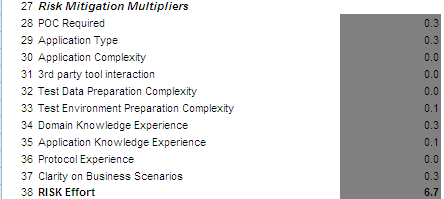 27 Risk Mitigation Multipliers
28 POC Required 0.3
29 Application Type 0.3
30 Application Complexity 0.0
31 3rd party tool interaction 0.0
32 Test Data Preparation Complexity 0.0
33 Test Environment Preparation Complexity 0.1
34 Domain Knowledge Experience 0.3
35 Application Knowledge Experience 0.1
36 Protocol Experience 0.0
37 Clarity on Business Scenarios 0.3
38 RISK Effort 6.7